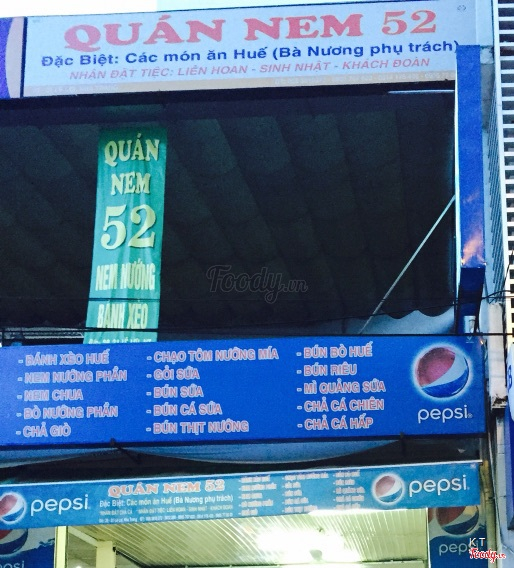 QUÁN NEM 52
Đặc Biệt: Các món ăn Huế (Bà Nương phụ trách)
NHẬN ĐẶT TIỆC: LIÊN HOAN - SINH NHẬT - KHÁCH ĐOÀN
QUÁN
NEM
52
NEM NƯỚNG
BÁNH XÈO
Foody.vn
- BÁNH XÈO HUẾ
- NEM NƯỚNG PHẦN
- NEM CHUA
- BÒ NƯỚNG PHẦN
- CHẢ GIÒ
- CHẠO TÔM NƯỚNG MÍA
- GỎI SỨA
- BÚN SỨA
- BÚN CÁ SỨA
- BÚN THỊT NƯỚNG
- BÚN BÒ HUẾ
- BÚN RIÊU
- MÌ QUẢNG SỨA
- CHẢ CÁ CHIÊN
- CHẢ CÁ HẤP
pepsi
pepsi
QUÁN NEM 52
Đặc Biệt: Các món ăn Huế (Bà Nương phụ trách)
pepsi
KT
Foody.vn